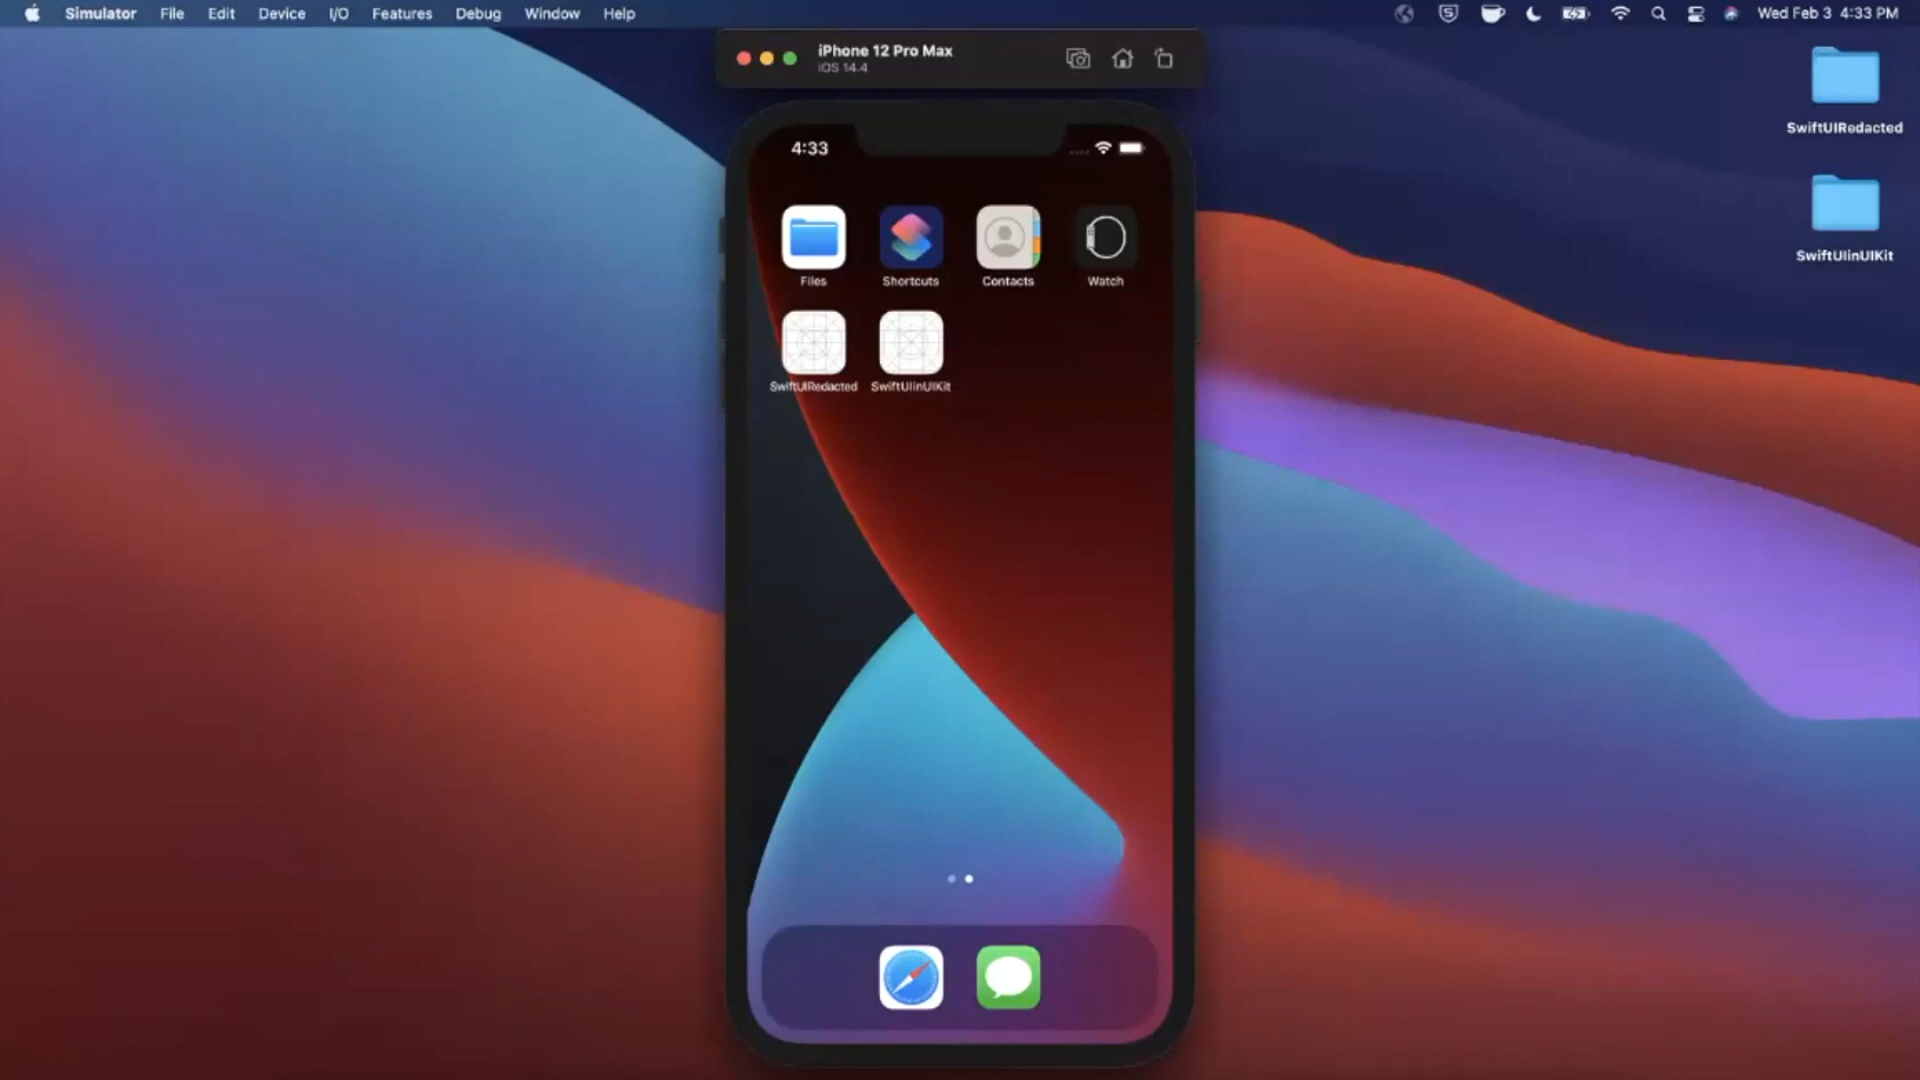 Simulator File Edit Device I/O Features Debug Window Help
Wed Feb 3 4:33 PM
iPhone 12 Pro Max
iOS 14.4
SwiftUIRedacted
SwiftUIinUIKit
4:33
Files Shortcuts Contacts Watch
SwiftUIRedacted SwiftUIinUIKit